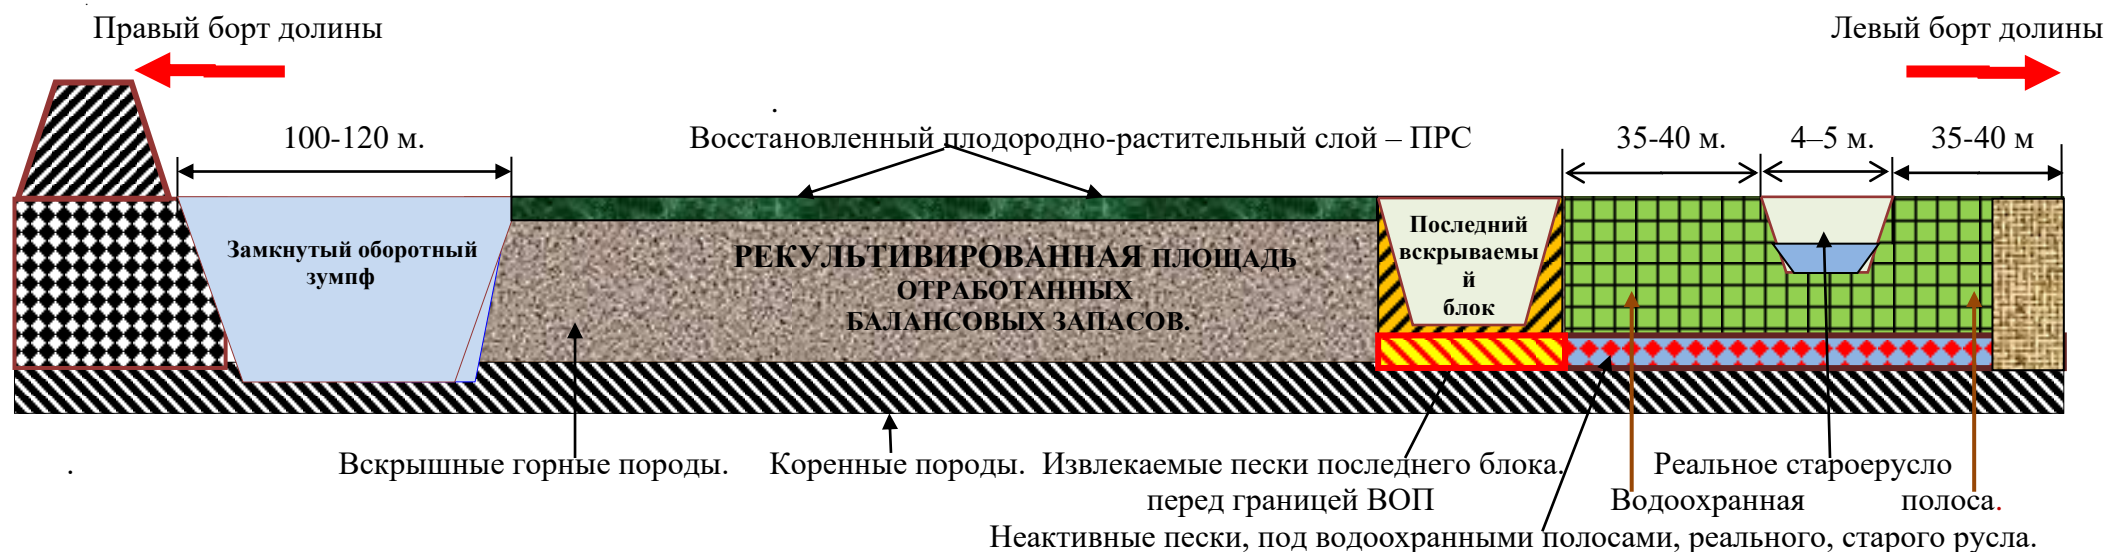 Правый борт долины
Левый борт долины
100-120 м.
Восстановленный плодородно-растительный слой – ПРС
35-40 м.
4–5 м.
35-40 м
Замкнутый оборотный
зумпф
РЕКУЛЬТИВИРОВАННАЯ ПЛОЩАДЬ
ОТРАБОТАННЫХ
БАЛАНСОВЫХ ЗАПАСОВ.
Последний
вскрываемы
й
блок
Вскрышные горные породы.
Коренные породы.
Извлекаемые пески последнего блока.
перед границей ВОП
Реальное староерусло
Водоохранная полоса.
Неактивные пески, под водоохранными полосами, реального, старого русла.